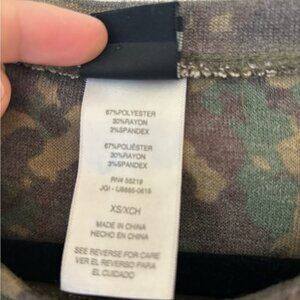 67%POLYESTER
30%RAYON
3%SPANDEX
67%POLIÉSTER
30%RAYON
3%SPANDEX
RN# 55219
XS/XCH
MADE IN CHINA
HECHO EN CHINA
SEE REVERSE FOR CARE
VER EL REVERSO PARA
EL CUIDADO